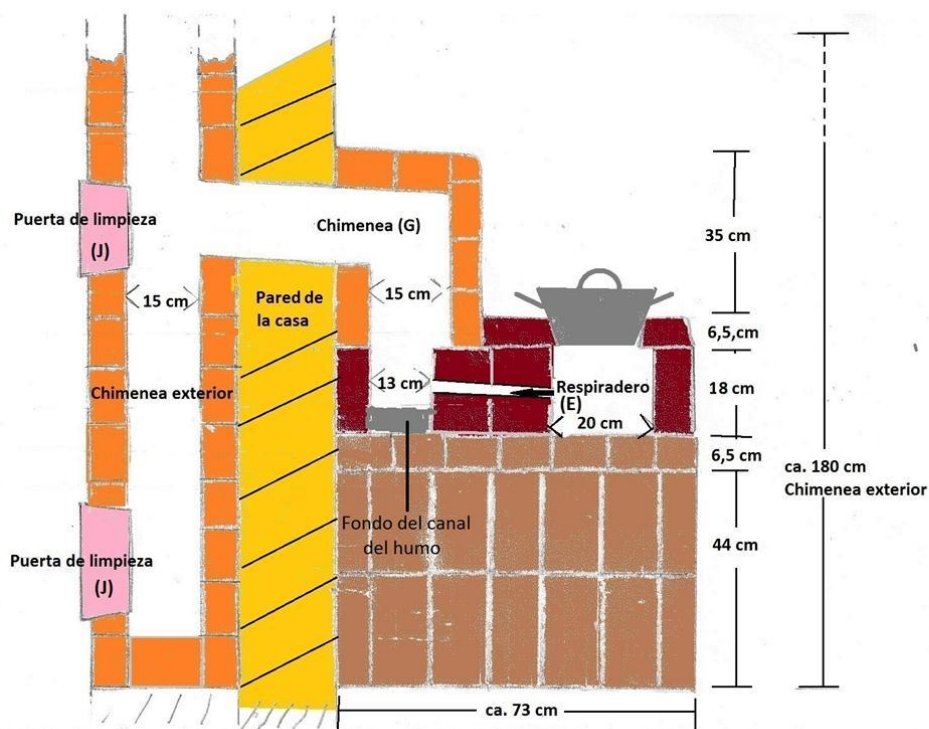 Puerta de limpieza
(J)
Chimenea (G)
35 cm
15 cm
Pared de
la casa
15 cm
6,5,cm
Chimenea exterior
13 cm
Respiradero
(E)
18 cm
20 cm
6,5 cm
ca. 180 cm
Chimenea exterior
Fondo del canal
del humo
44 cm
Puerta de limpieza
(J)
ca. 73 cm